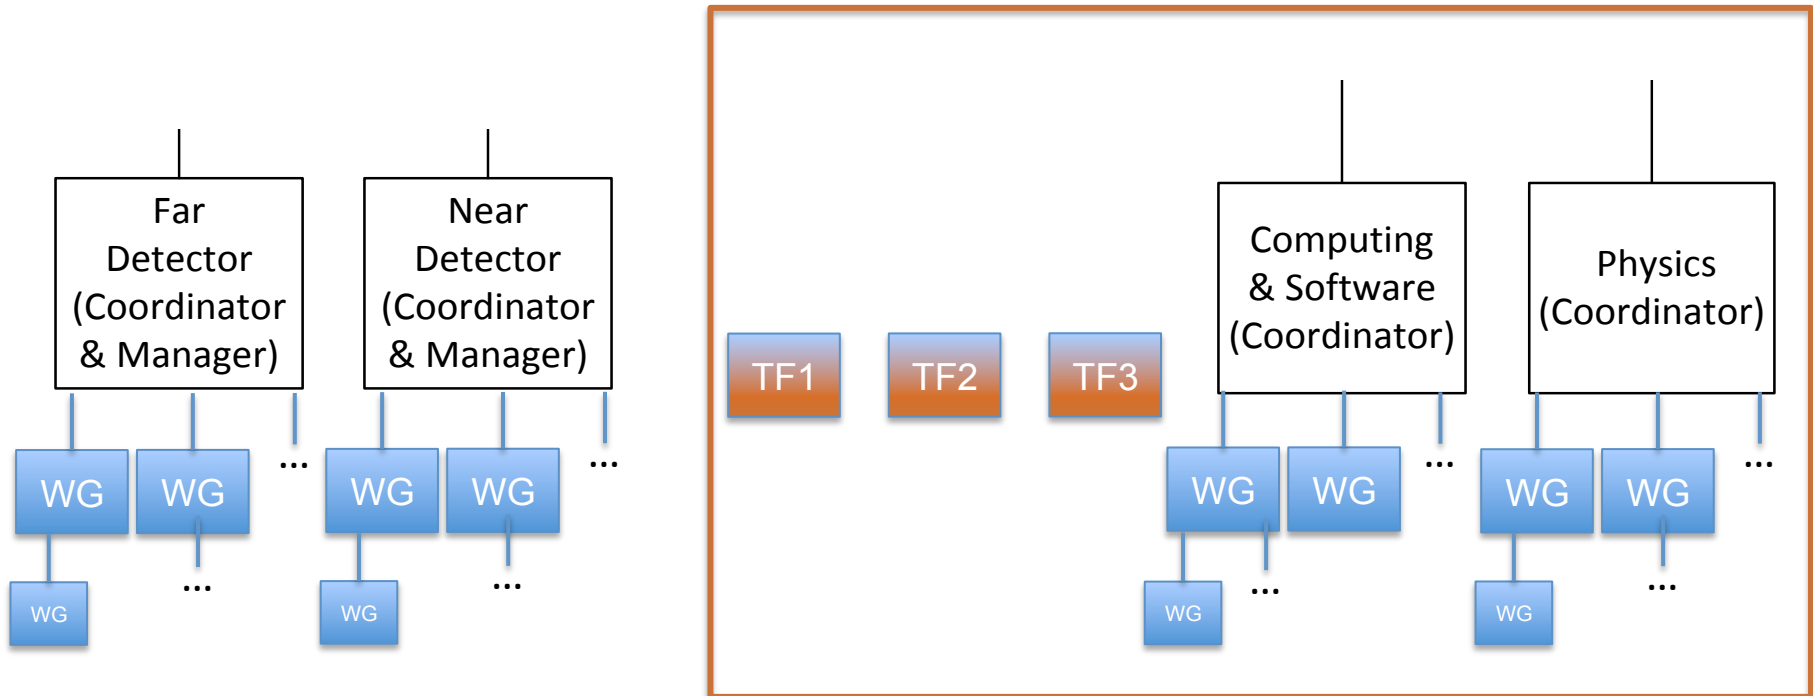 Far
Detector
(Coordinator
& Manager)
Near
Detector
(Coordinator
& Manager)
TF1
TF2
TF3
Computing
& Software
(Coordinator)
Physics
(Coordinator)
WG
WG
...
WG
WG
...
WG
WG
...
WG
WG
...
WG
...
WG
...
WG
...
WG
...